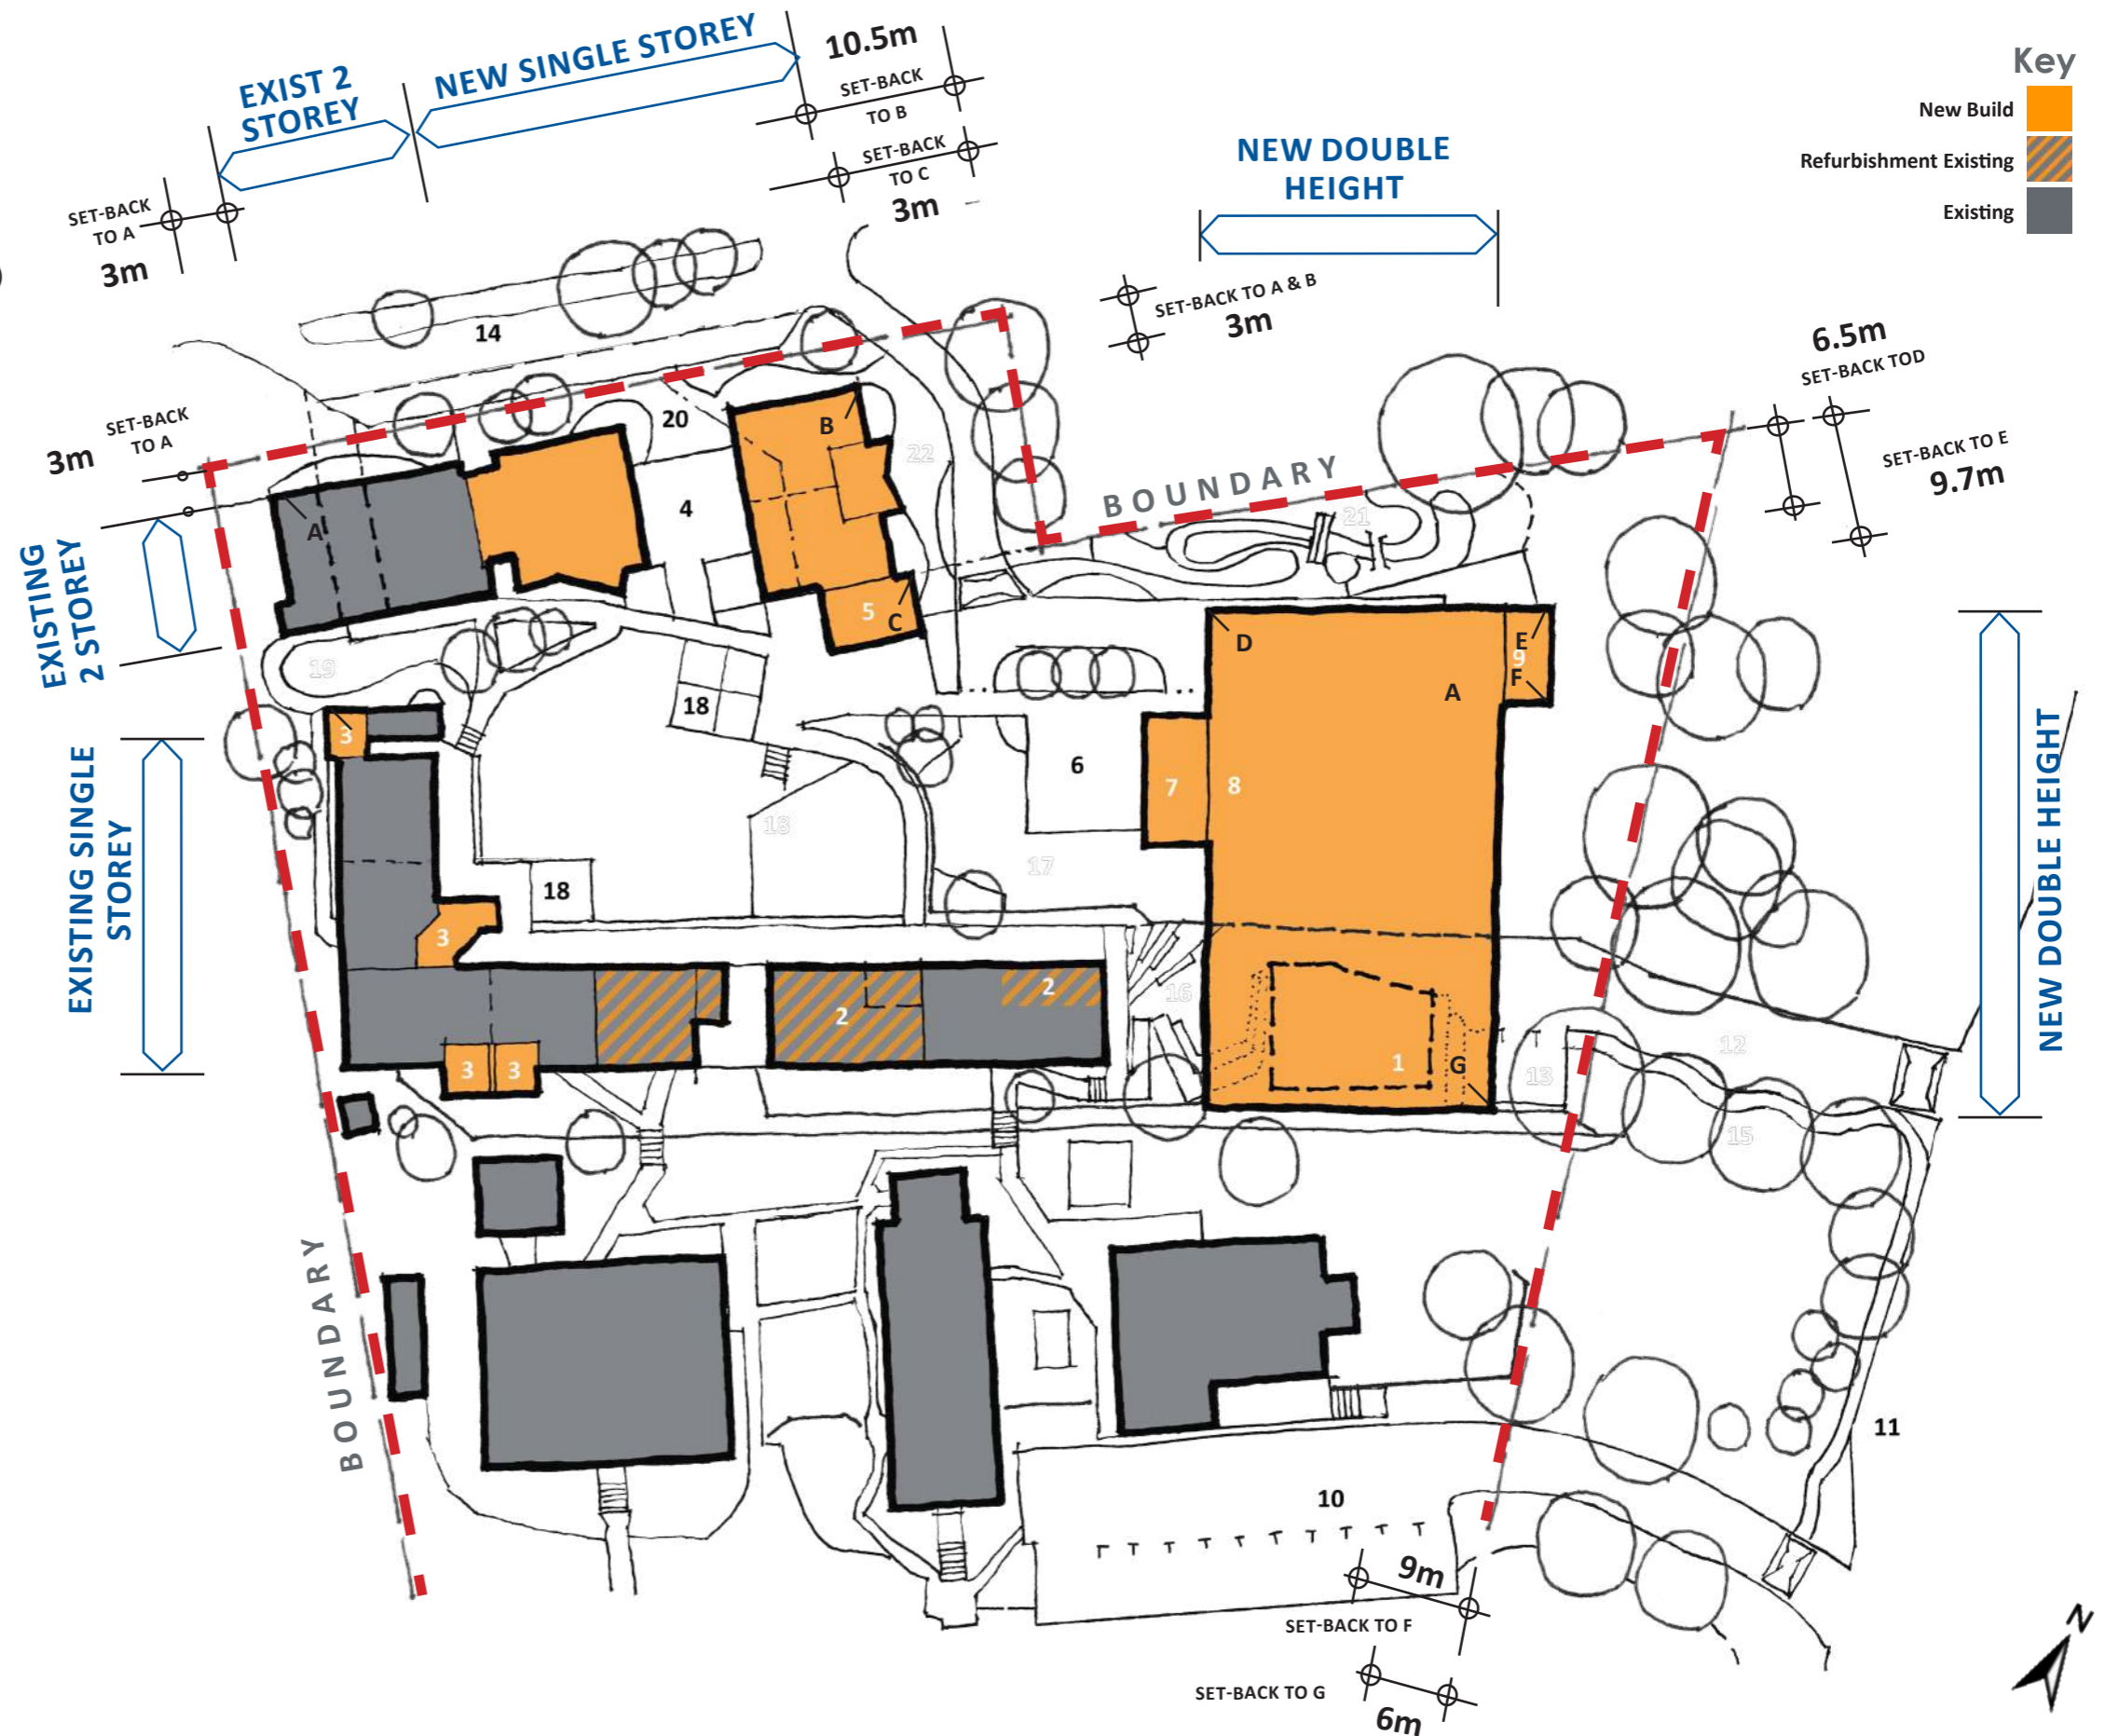 EXIST 2
STOREY
NEW SINGLE STOREY
10.5m
SET-BACK
TO B
SET-BACK
TO C
3m
SET-BACK
TO A
3m
NEW DOUBLE
HEIGHT
SET-BACK TO A & B
3m
Key
New Build
Refurbishment Existing
Existing
6.5m
SET-BACK TOD
SET-BACK TO E
9.7m
SET-BACK
TO A
3m
14
20
B
22
4
A
5
C
BOUNDARY
21
EXISTING
2 STOREY
19
18
D
E
9
F
A
3
6
7
8
EXISTING SINGLE
STOREY
18
17
18
3
NEW DOUBLE HEIGHT
2
2
16
3
3
1
G
13
12
15
BOUNDARY
11
10
9m
SET-BACK TO F
SET-BACK TO G
6m
N